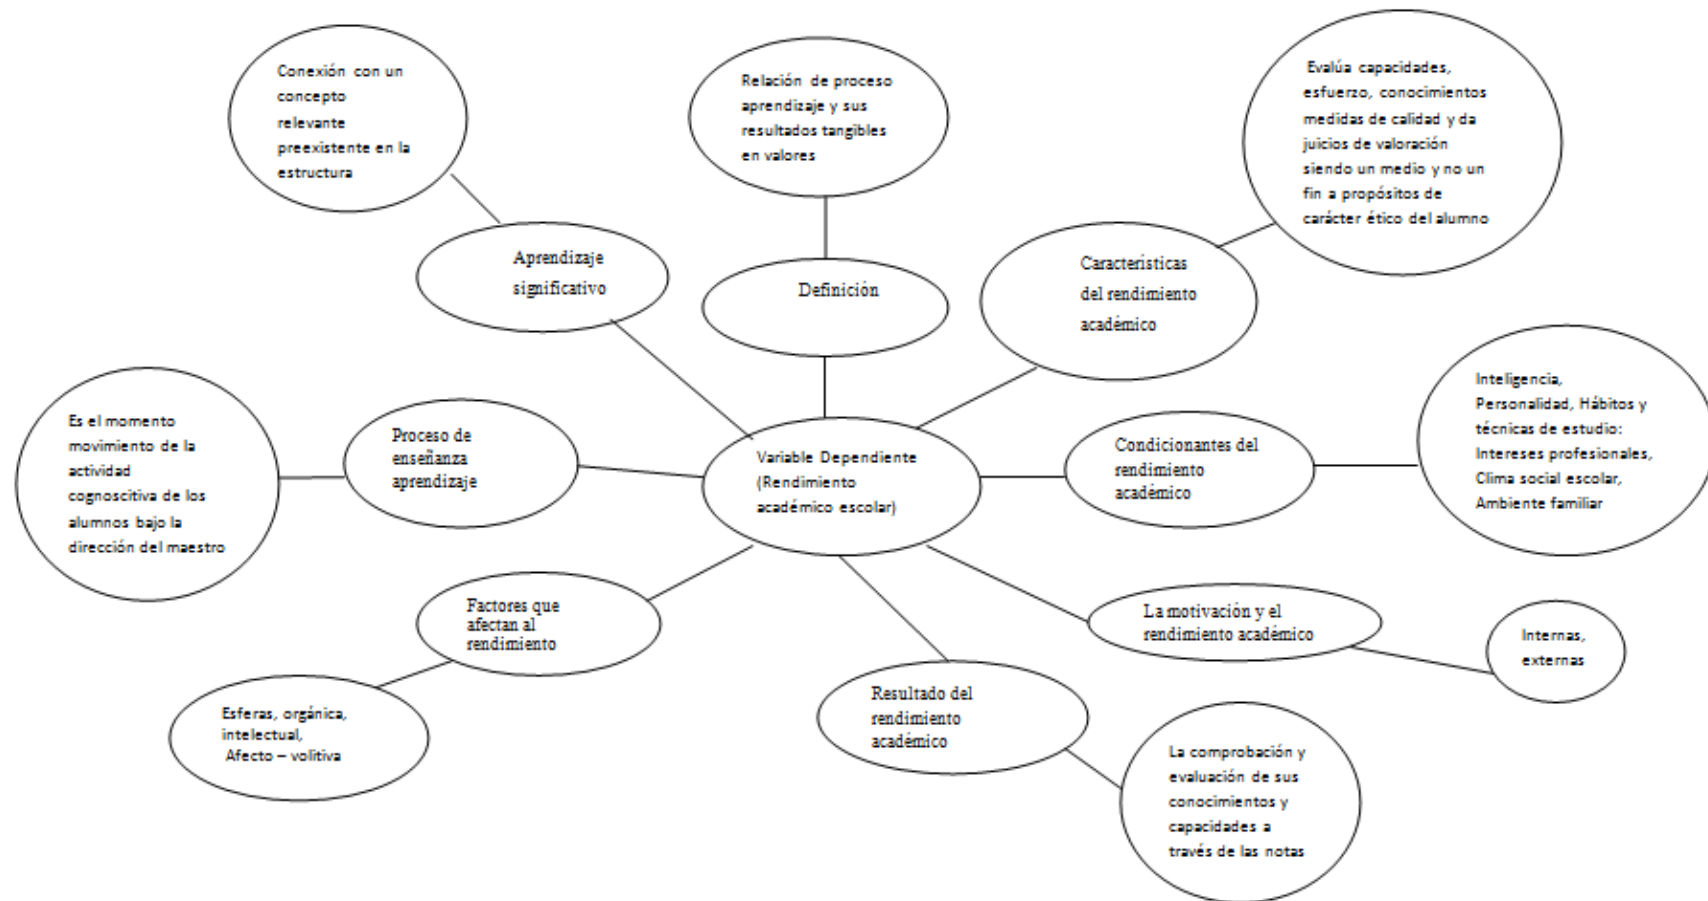 Conexión con un
concepto
relevante
preexistente en la
estructura
Relación de proceso
aprendizaje y sus
resultados tangibles
en valores
Evalúa capacidades,
esfuerzo, conocimientos
medidas de calidad y da
juicios de valoración
siendo un medio y no un
fin a propósitos de
carácter ético del alumno
Aprendizaje
significativo
Definición
Características
del rendimiento
académico
Es el momento
movimiento de la
actividad
cognoscitiva de los
alumnos bajo la
dirección del maestro
Proceso de
enseñanza
aprendizaje
Variable Dependiente
(Rendimiento
académico escolar)
Condicionantes del
rendimiento
académico
Inteligencia,
Personalidad, Hábitos y
técnicas de estudio:
Intereses profesionales,
Clima social escolar,
Ambiente familiar
Factores que
afectan al
rendimiento
La motivación y el
rendimiento académico
Internas,
externas
Esferas, orgánica,
intelectual,
Afecto – volitiva
Resultado del
rendimiento
académico
La comprobación y
evaluación de sus
conocimientos y
capacidades a
través de las notas